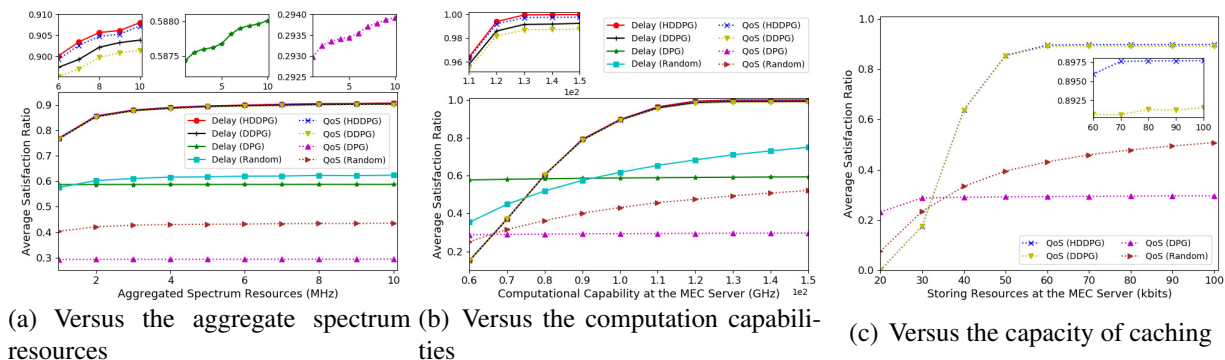 0.910
0.905
0.900
6
8
10
0.5880
0.5875
5
10
0.2940
0.2935
0.2930
0.2925
5
10
0.9
0.8
0.7
0.6
0.5
0.4
0.3
Average Satisfaction Ratio
Delay (HDDPG)
Delay (DDPG)
Delay (DPG)
Delay (Random)
QoS (HDDPG)
QoS (DDPG)
QoS (DPG)
QoS (Random)
2
4
6
8
10
Aggregated Spectrum Resources (MHz)
(a) Versus the aggregate spectrum
resources
1.00
0.98
0.96
1.1
1.2
1.3
1.4
1.5
1e2
Delay (HDDPG)
Delay (DDPG)
Delay (DPG)
Delay (Random)
QoS (HDDPG)
QoS (DDPG)
QoS (DPG)
QoS (Random)
1.0
0.8
0.6
0.4
0.2
Average Satisfaction Ratio
0.6
0.7
0.8
0.9
1.0
1.1
1.2
1.3
1.4
1.5
Computational Capability at the MEC Server (GHz)
1e2
(b) Versus the computation capabili-
ties
1.0
0.8
0.6
0.4
0.2
0.0
Average Satisfaction Ratio
0.8975
0.8950
0.8925
60
70
80
90
100
QoS (HDDPG)
QoS (DDPG)
QoS (DPG)
QoS (Random)
20
30
40
50
60
70
80
90
100
Storing Resources at the MEC Server (kbits)
(c) Versus the capacity of caching